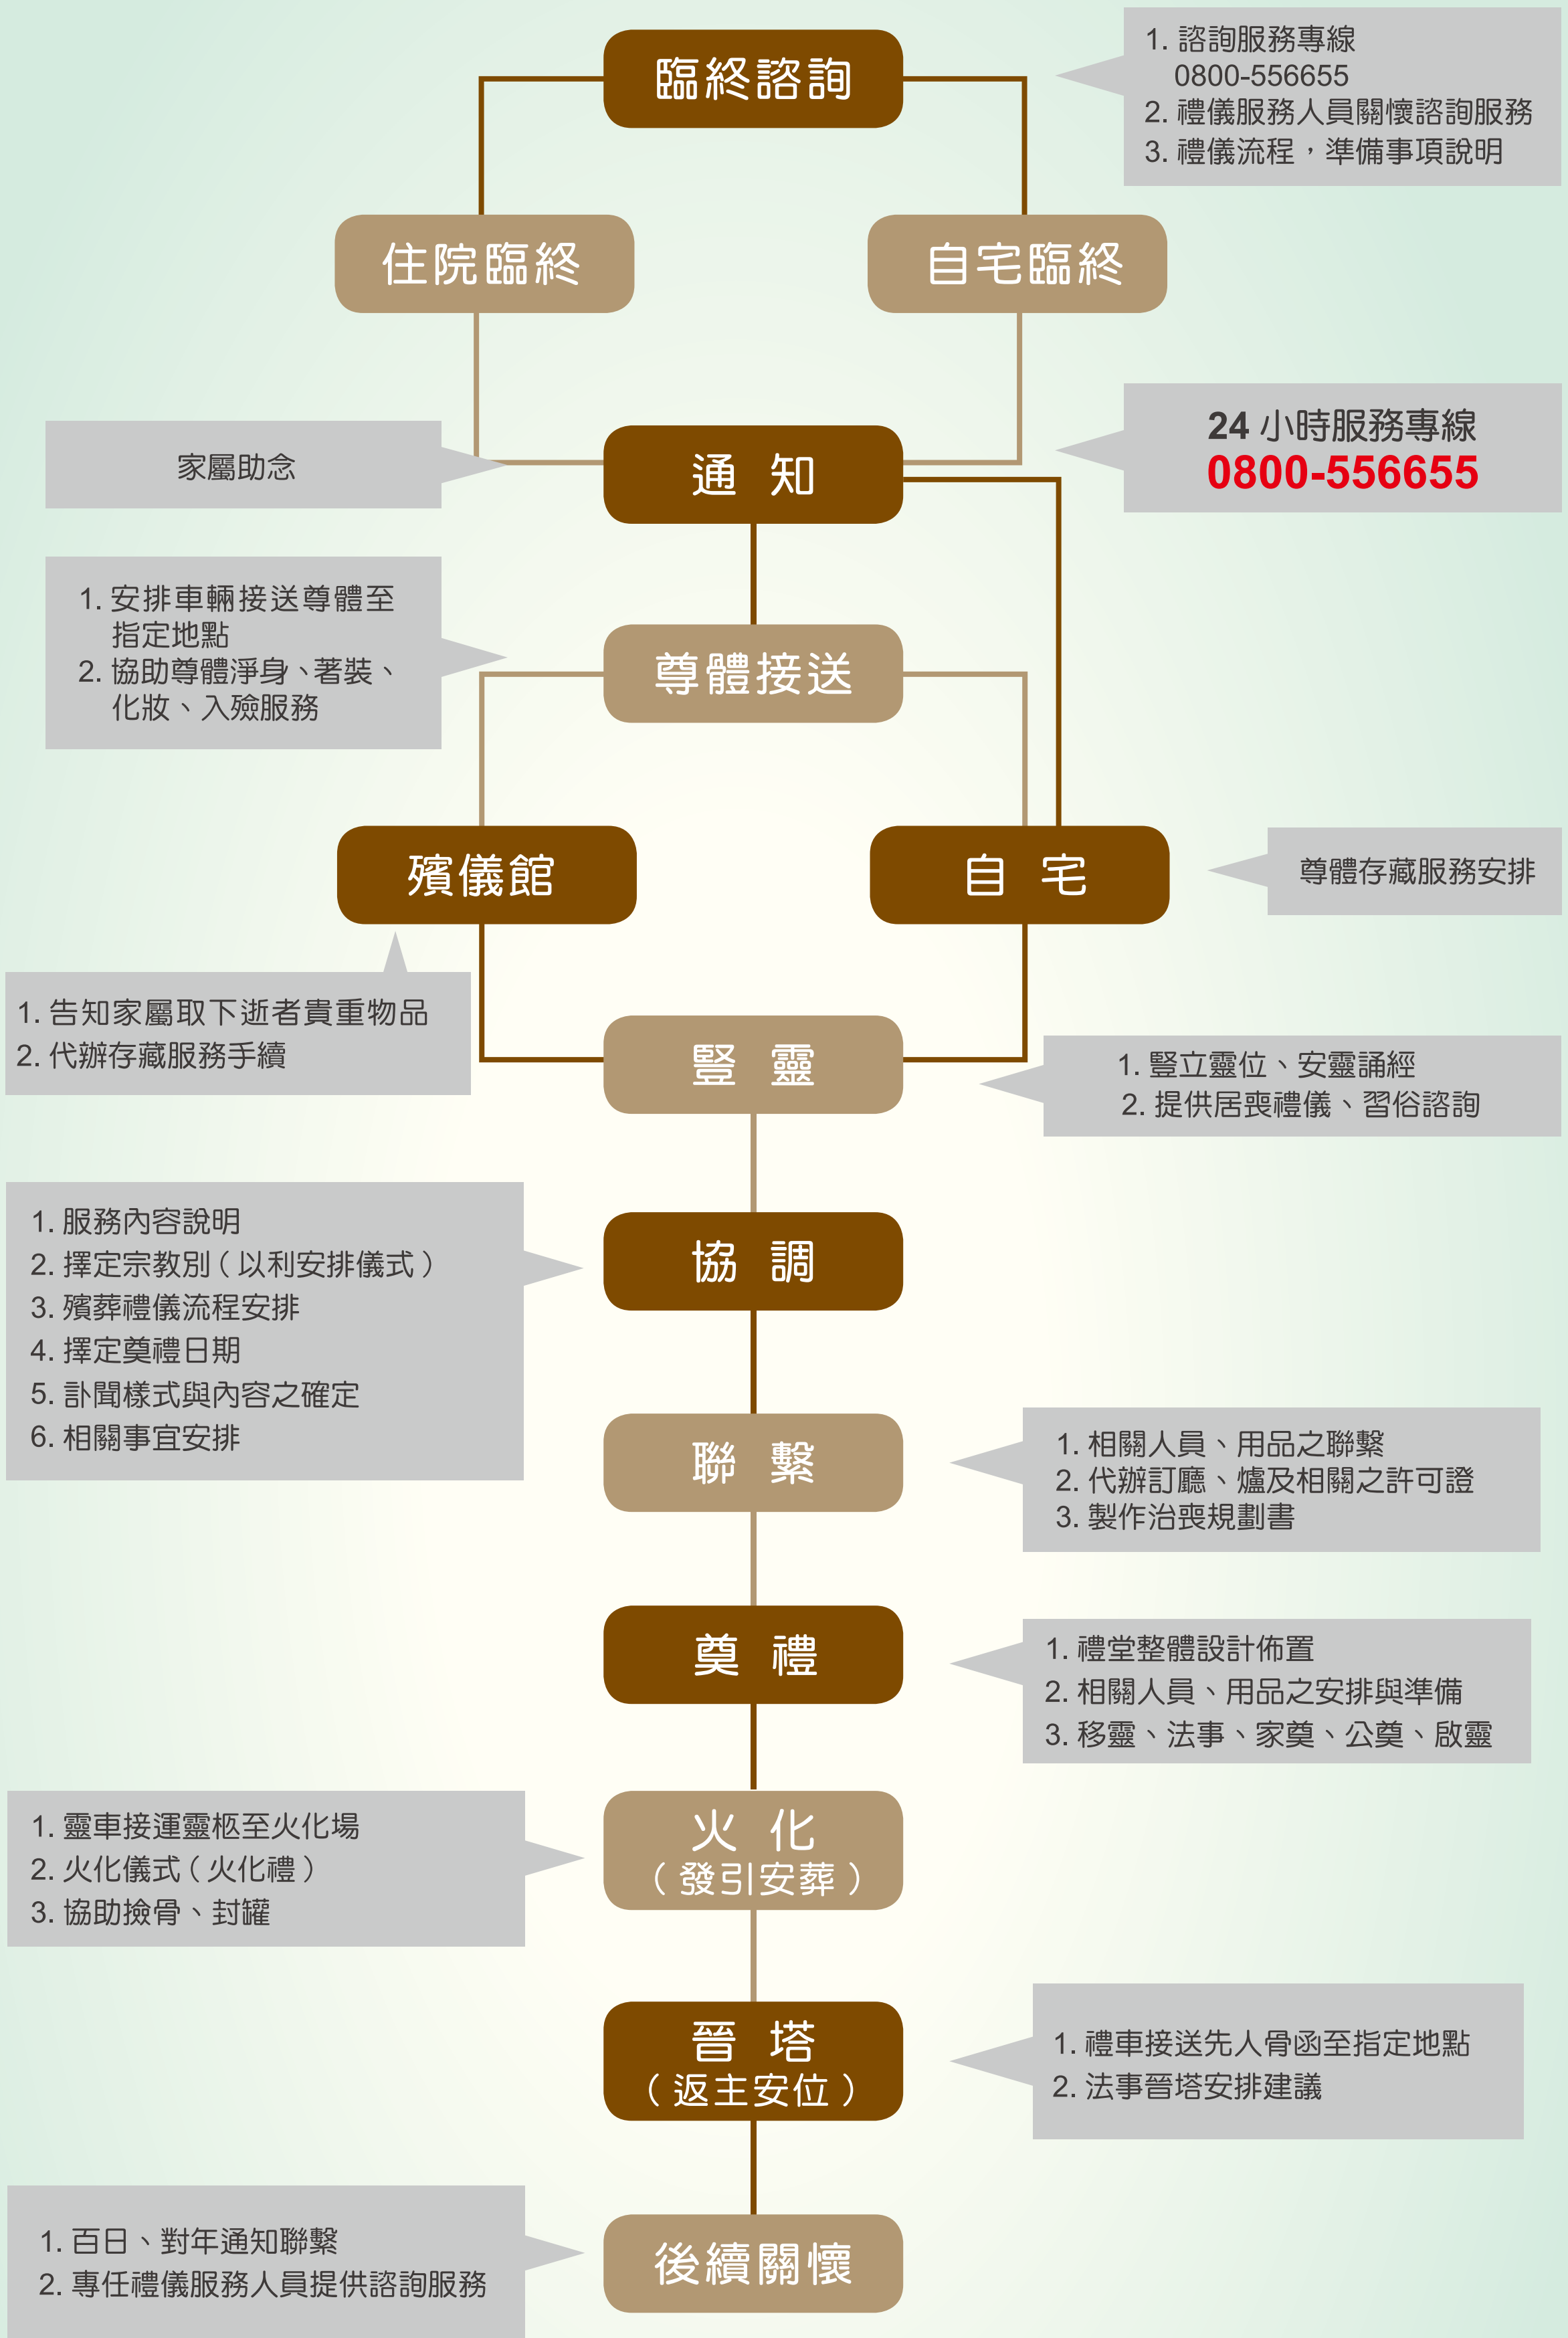 臨終諮詢
1. 諮詢服務專線
0800-556655
2. 禮儀服務人員關懷諮詢服務
3. 禮儀流程，準備事項說明
住院臨終
自宅臨終
家屬助念
通 知
24 小時服務專線
0800-556655
1. 安排車輛接送尊體至
指定地點
2. 協助尊體淨身、著裝、
化妝、入殮服務
尊體接送
殯儀館
自 宅
尊體存藏服務安排
1. 告知家屬取下逝者貴重物品
2. 代辦存藏服務手續
豎 靈
1. 豎立靈位、安靈誦經
2. 提供居喪禮儀、習俗諮詢
1. 服務內容說明
2. 擇定宗教別（以利安排儀式）
3. 殯葬禮儀流程安排
4. 擇定奠禮日期
5. 訃聞樣式與內容之確定
6. 相關事宜安排
協 調
聯 繫
1. 相關人員、用品之聯繫
2. 代辦訂廳、爐及相關之許可證
3. 製作治喪規劃書
奠 禮
1. 禮堂整體設計佈置
2. 相關人員、用品之安排與準備
3. 移靈、法事、家奠、公奠、啟靈
1. 靈車接運靈柩至火化場
2. 火化儀式（火化禮）
3. 協助撿骨、封罐
火 化
（發引安葬）
晉 塔
（返主安位）
1. 禮車接送先人骨函至指定地點
2. 法事晉塔安排建議
1. 百日、對年通知聯繫
2. 專任禮儀服務人員提供諮詢服務
後續關懷